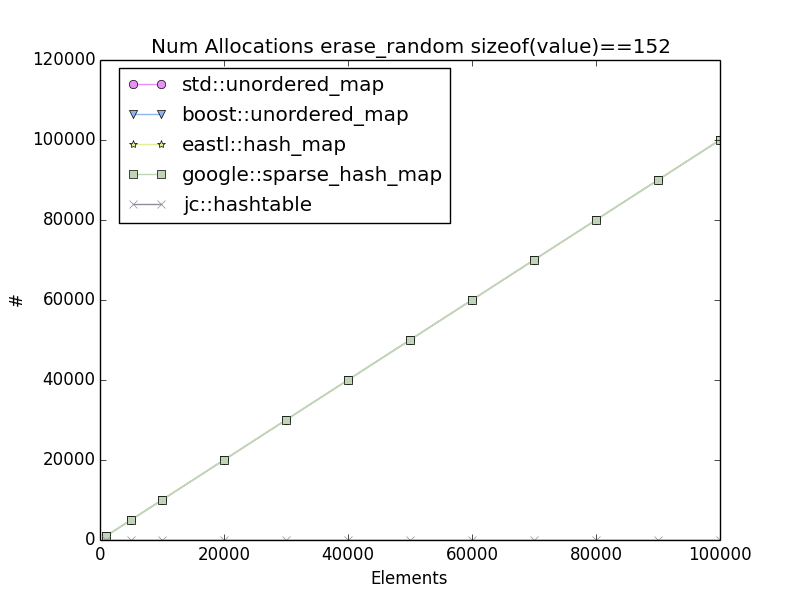 Num Allocations erase_random sizeof(value)==152
120000
100000
80000
60000
40000
20000
0
#
std::unordered_map
boost::unordered_map
eastl::hash_map
google::sparse_hash_map
jc::hashtable
0 20000 40000 60000 80000 100000
Elements